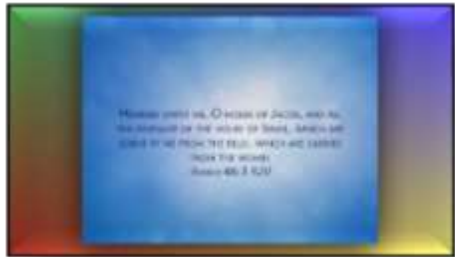 Hearken unto me, O house of Jacob, and all
the remnant of the house of Israel, which are
borne by me from the belly, which are carried
from the womb:
Isaiah 46:3